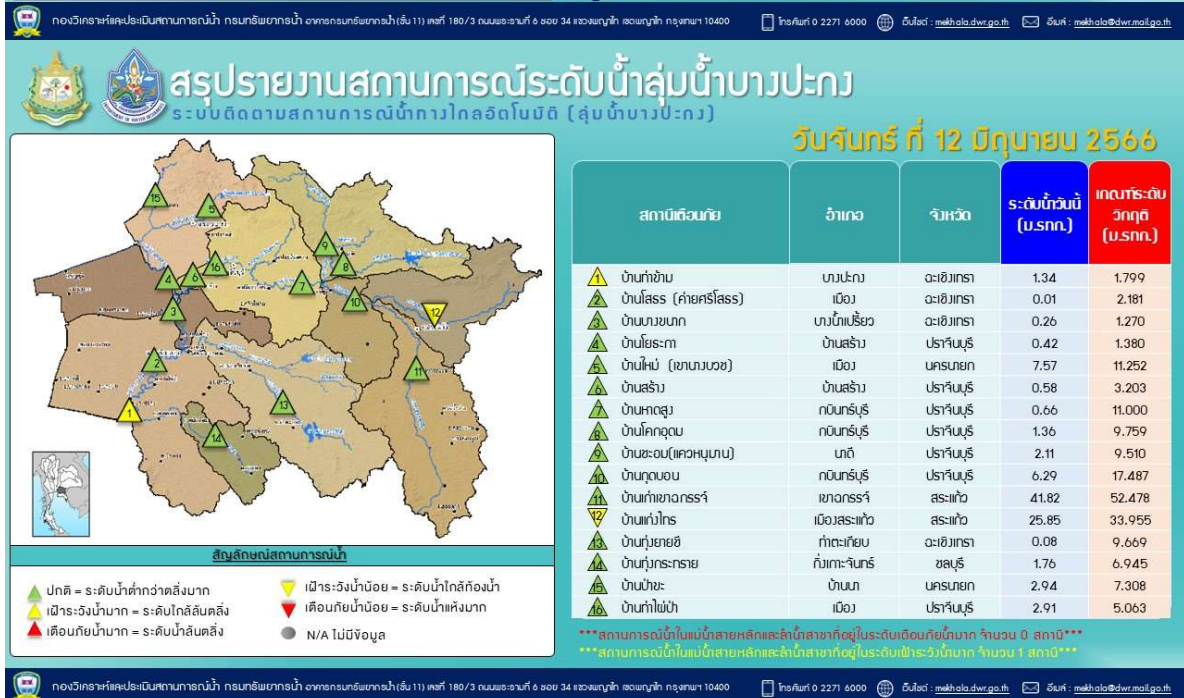 กองวิเคราะห์และประเมินสถานการณ์น้ำ กรมทรัพยากรน้ำ อาคารกรมทรัพยากรน้ำ(ชั้น 11) เลขที่ 180/3 ถนนพระรามที่ 6 ซอย 34 แขวงพญาไท เขตพญาไท กรุงเทพฯ 10400 โทรศัพท์ 0 2271 6000 เว็บไซต์ : mekhala.dwr.go.th อีเมล์ : mekhala@dwr.mail.go.th
สรุปรายงานสถานการณ์ระดับน้ำลุ่มน้ำบางปะกง
ระบบติดตามสถานการณ์น้ำทางไกลอัตโนมัติ (ลุ่มน้ำบางปะกง)
วันจันทร์ ที่ 12 มิถุนายน 2566
สถานีเตือนภัย อำเภอ จังหวัด ระดับน้ำวันนี้ (ม.รทก.) เกณฑ์ระดับวิกฤติ (ม.รทก.)
1 บ้านท่าข้าม บางปะกง ฉะเชิงเทรา 1.34 1.799
2 บ้านโสธร (ค่ายศรีโสธร) เมือง ฉะเชิงเทรา 0.01 2.181
3 บ้านบางขนาก บางน้ำเปรี้ยว ฉะเชิงเทรา 0.26 1.270
4 บ้านโยธะกา บ้านสร้าง ปราจีนบุรี 0.42 1.380
5 บ้านใหม่ (เขานางบวช) เมือง นครนายก 7.57 11.252
6 บ้านสร้าง บ้านสร้าง ปราจีนบุรี 0.58 3.203
7 บ้านหาดสูง กบินทร์บุรี ปราจีนบุรี 0.66 11.000
8 บ้านโคกอุดม กบินทร์บุรี ปราจีนบุรี 1.36 9.759
9 บ้านชะอม(แควหนุมาน) นาดี ปราจีนบุรี 2.11 9.510
10 บ้านกุดบอน กบินทร์บุรี ปราจีนบุรี 6.29 17.487
11 บ้านเก่าเขาฉกรรจ์ เขาฉกรรจ์ สระแก้ว 41.82 52.478
12 บ้านแก่งไทร เมืองสระแก้ว สระแก้ว 25.85 33.955
13 บ้านทุ่งยายชี ท่าตะเกียบ ฉะเชิงเทรา 0.08 9.669
14 บ้านทุ่งกระทราย กิ่งเกาะจันทร์ ชลบุรี 1.76 6.945
15 บ้านป่าขะ บ้านนา นครนายก 2.94 7.308
16 บ้านท่าไผ่ป่า เมือง ปราจีนบุรี 2.91 5.063
สัญลักษณ์สถานการณ์น้ำ
ปกติ = ระดับน้ำต่ำกว่าตลิ่งมาก เฝ้าระวังน้ำน้อย = ระดับน้ำใกล้ท้องน้ำ
เฝ้าระวังน้ำมาก = ระดับใกล้ล้นตลิ่ง เตือนภัยน้ำน้อย = ระดับน้ำแห้งมาก
เตือนภัยน้ำมาก = ระดับน้ำล้นตลิ่ง N/A ไม่มีข้อมูล
***สถานการณ์น้ำในแม่น้ำสายหลักและลำน้ำสาขาที่อยู่ในระดับเตือนภัยน้ำมาก จำนวน 0 สถานี***
***สถานการณ์น้ำในแม่น้ำสายหลักและลำน้ำสาขาที่อยู่ในระดับเฝ้าระวังน้ำมาก จำนวน 1 สถานี***
กองวิเคราะห์และประเมินสถานการณ์น้ำ กรมทรัพยากรน้ำ อาคารกรมทรัพยากรน้ำ(ชั้น 11) เลขที่ 180/3 ถนนพระรามที่ 6 ซอย 34 แขวงพญาไท เขตพญาไท กรุงเทพฯ 10400 โทรศัพท์ 0 2271 6000 เว็บไซต์ : mekhala.dwr.go.th อีเมล์ : mekhala@dwr.mail.go.th